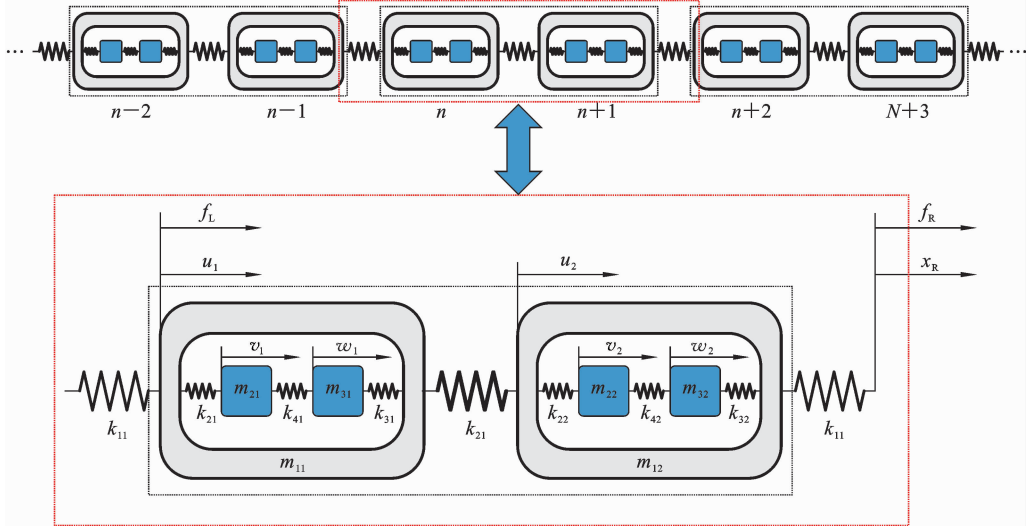 ··· ···
n−2 n−1 n n+1 n+2 N+3
f_L f_R
u_1 u_2 x_R
v_1 w_1 v_2 w_2
m_21 m_31 m_22 m_32
k_21 k_41 k_31 k_22 k_42 k_32
k_11 k_21 k_11
m_11 m_12